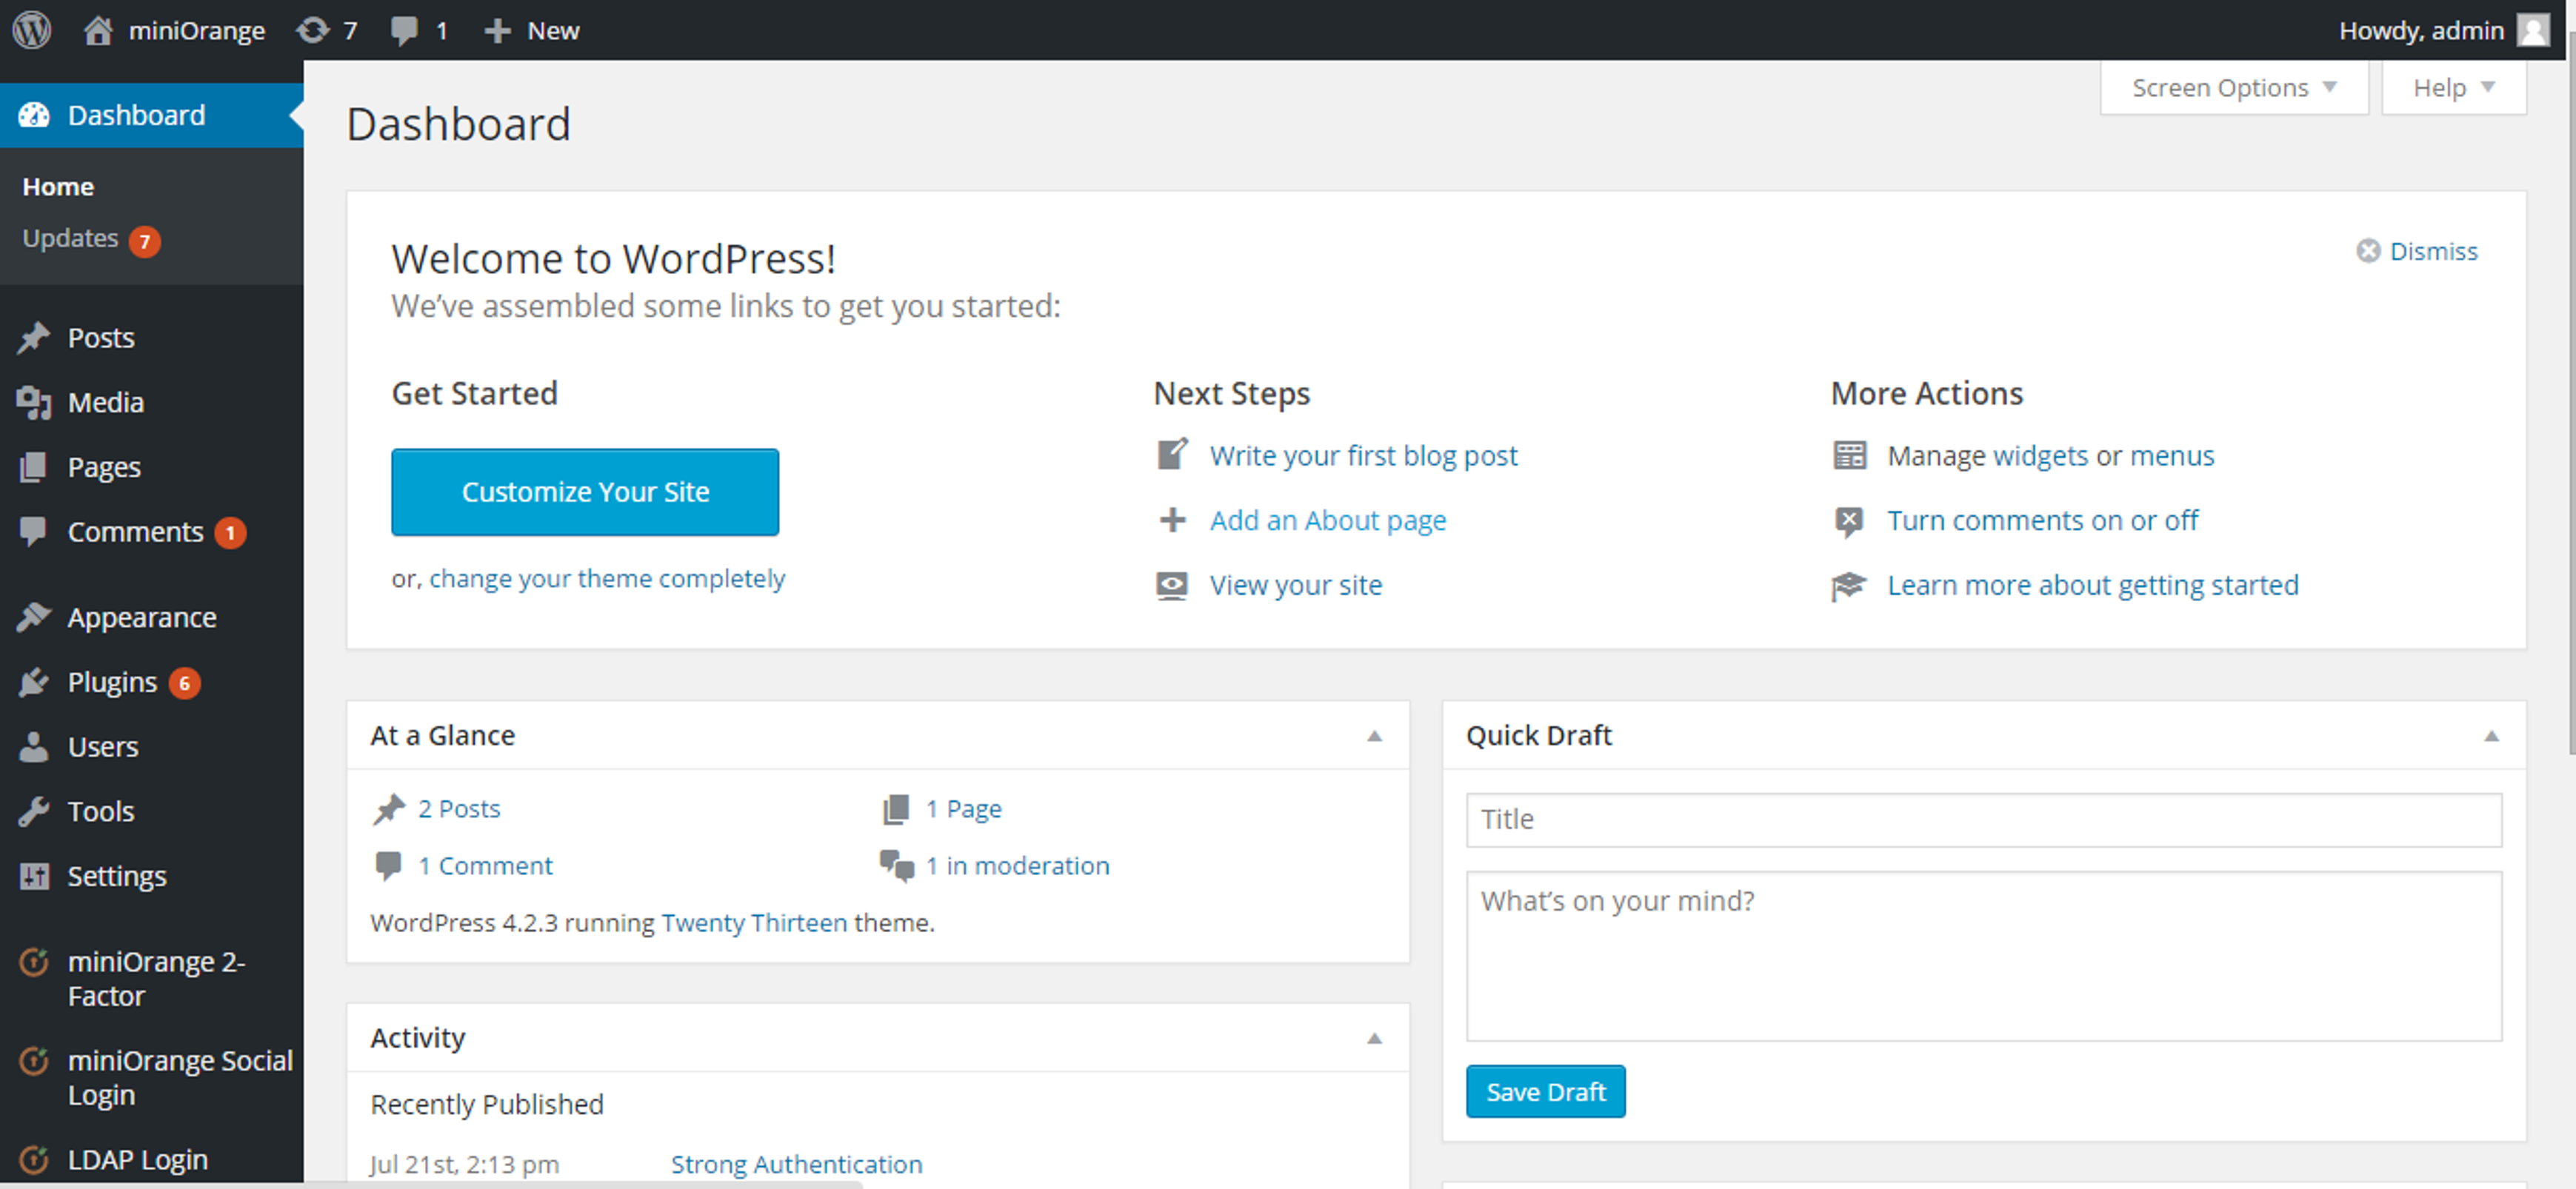 miniOrange 7 1 New Howdy, admin
Screen Options Help
Dashboard
Home
Updates 7
Posts
Media
Pages
Comments 1
Appearance
Plugins 6
Users
Tools
Settings
miniOrange 2-
Factor
miniOrange Social
Login
LDAP Login
Dashboard
Welcome to WordPress!
Dismiss
We've assembled some links to get you started:
Get Started
Customize Your Site
or, change your theme completely
Next Steps
Write your first blog post
Add an About page
View your site
More Actions
Manage widgets or menus
Turn comments on or off
Learn more about getting started
At a Glance
2 Posts
1 Page
1 Comment
1 in moderation
WordPress 4.2.3 running Twenty Thirteen theme.
Activity
Recently Published
Jul 21st, 2:13 pm Strong Authentication
Quick Draft
Title
What's on your mind?
Save Draft